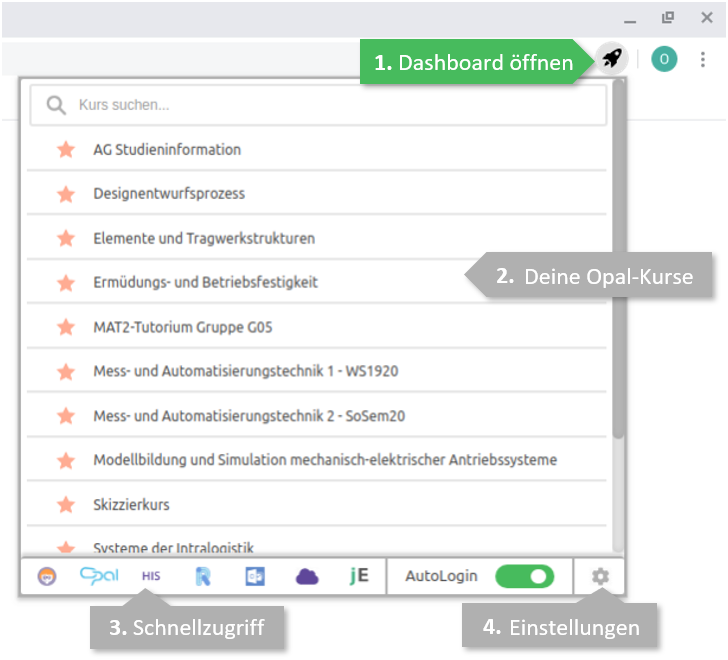 1. Dashboard öffnen
O
Kurs suchen...
AG Studieninformation
Designentwurfsprozess
Elemente und Tragwerkstrukturen
Ermüdungs- und Betriebsfestigkeit
2. Deine Opal-Kurse
MAT2-Tutorium Gruppe G05
Mess- und Automatisierungstechnik 1 - WS1920
Mess- und Automatisierungstechnik 2 - SoSem20
Modellbildung und Simulation mechanisch-elektrischer Antriebssysteme
Skizzierkurs
Systeme der Intralogistik
Opal HIS R jE AutoLogin
3. Schnellzugriff
4. Einstellungen